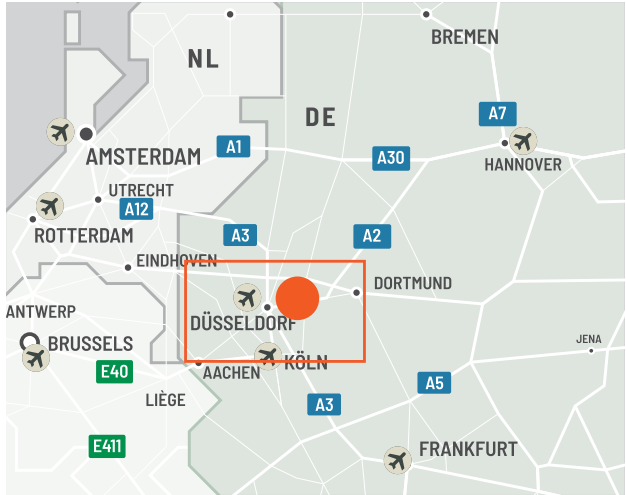 NL
BREMEN
DE
A7
AMSTERDAM
A1
A30
HANNOVER
UTRECHT
A12
ROTTERDAM
A3
A2
EINDHOVEN
DORTMUND
ANTWERP
DÜSSELDORF
BRUSSELS
JENA
KÖLN
AACHEN
E40
A5
LIÈGE
A3
E411
FRANKFURT